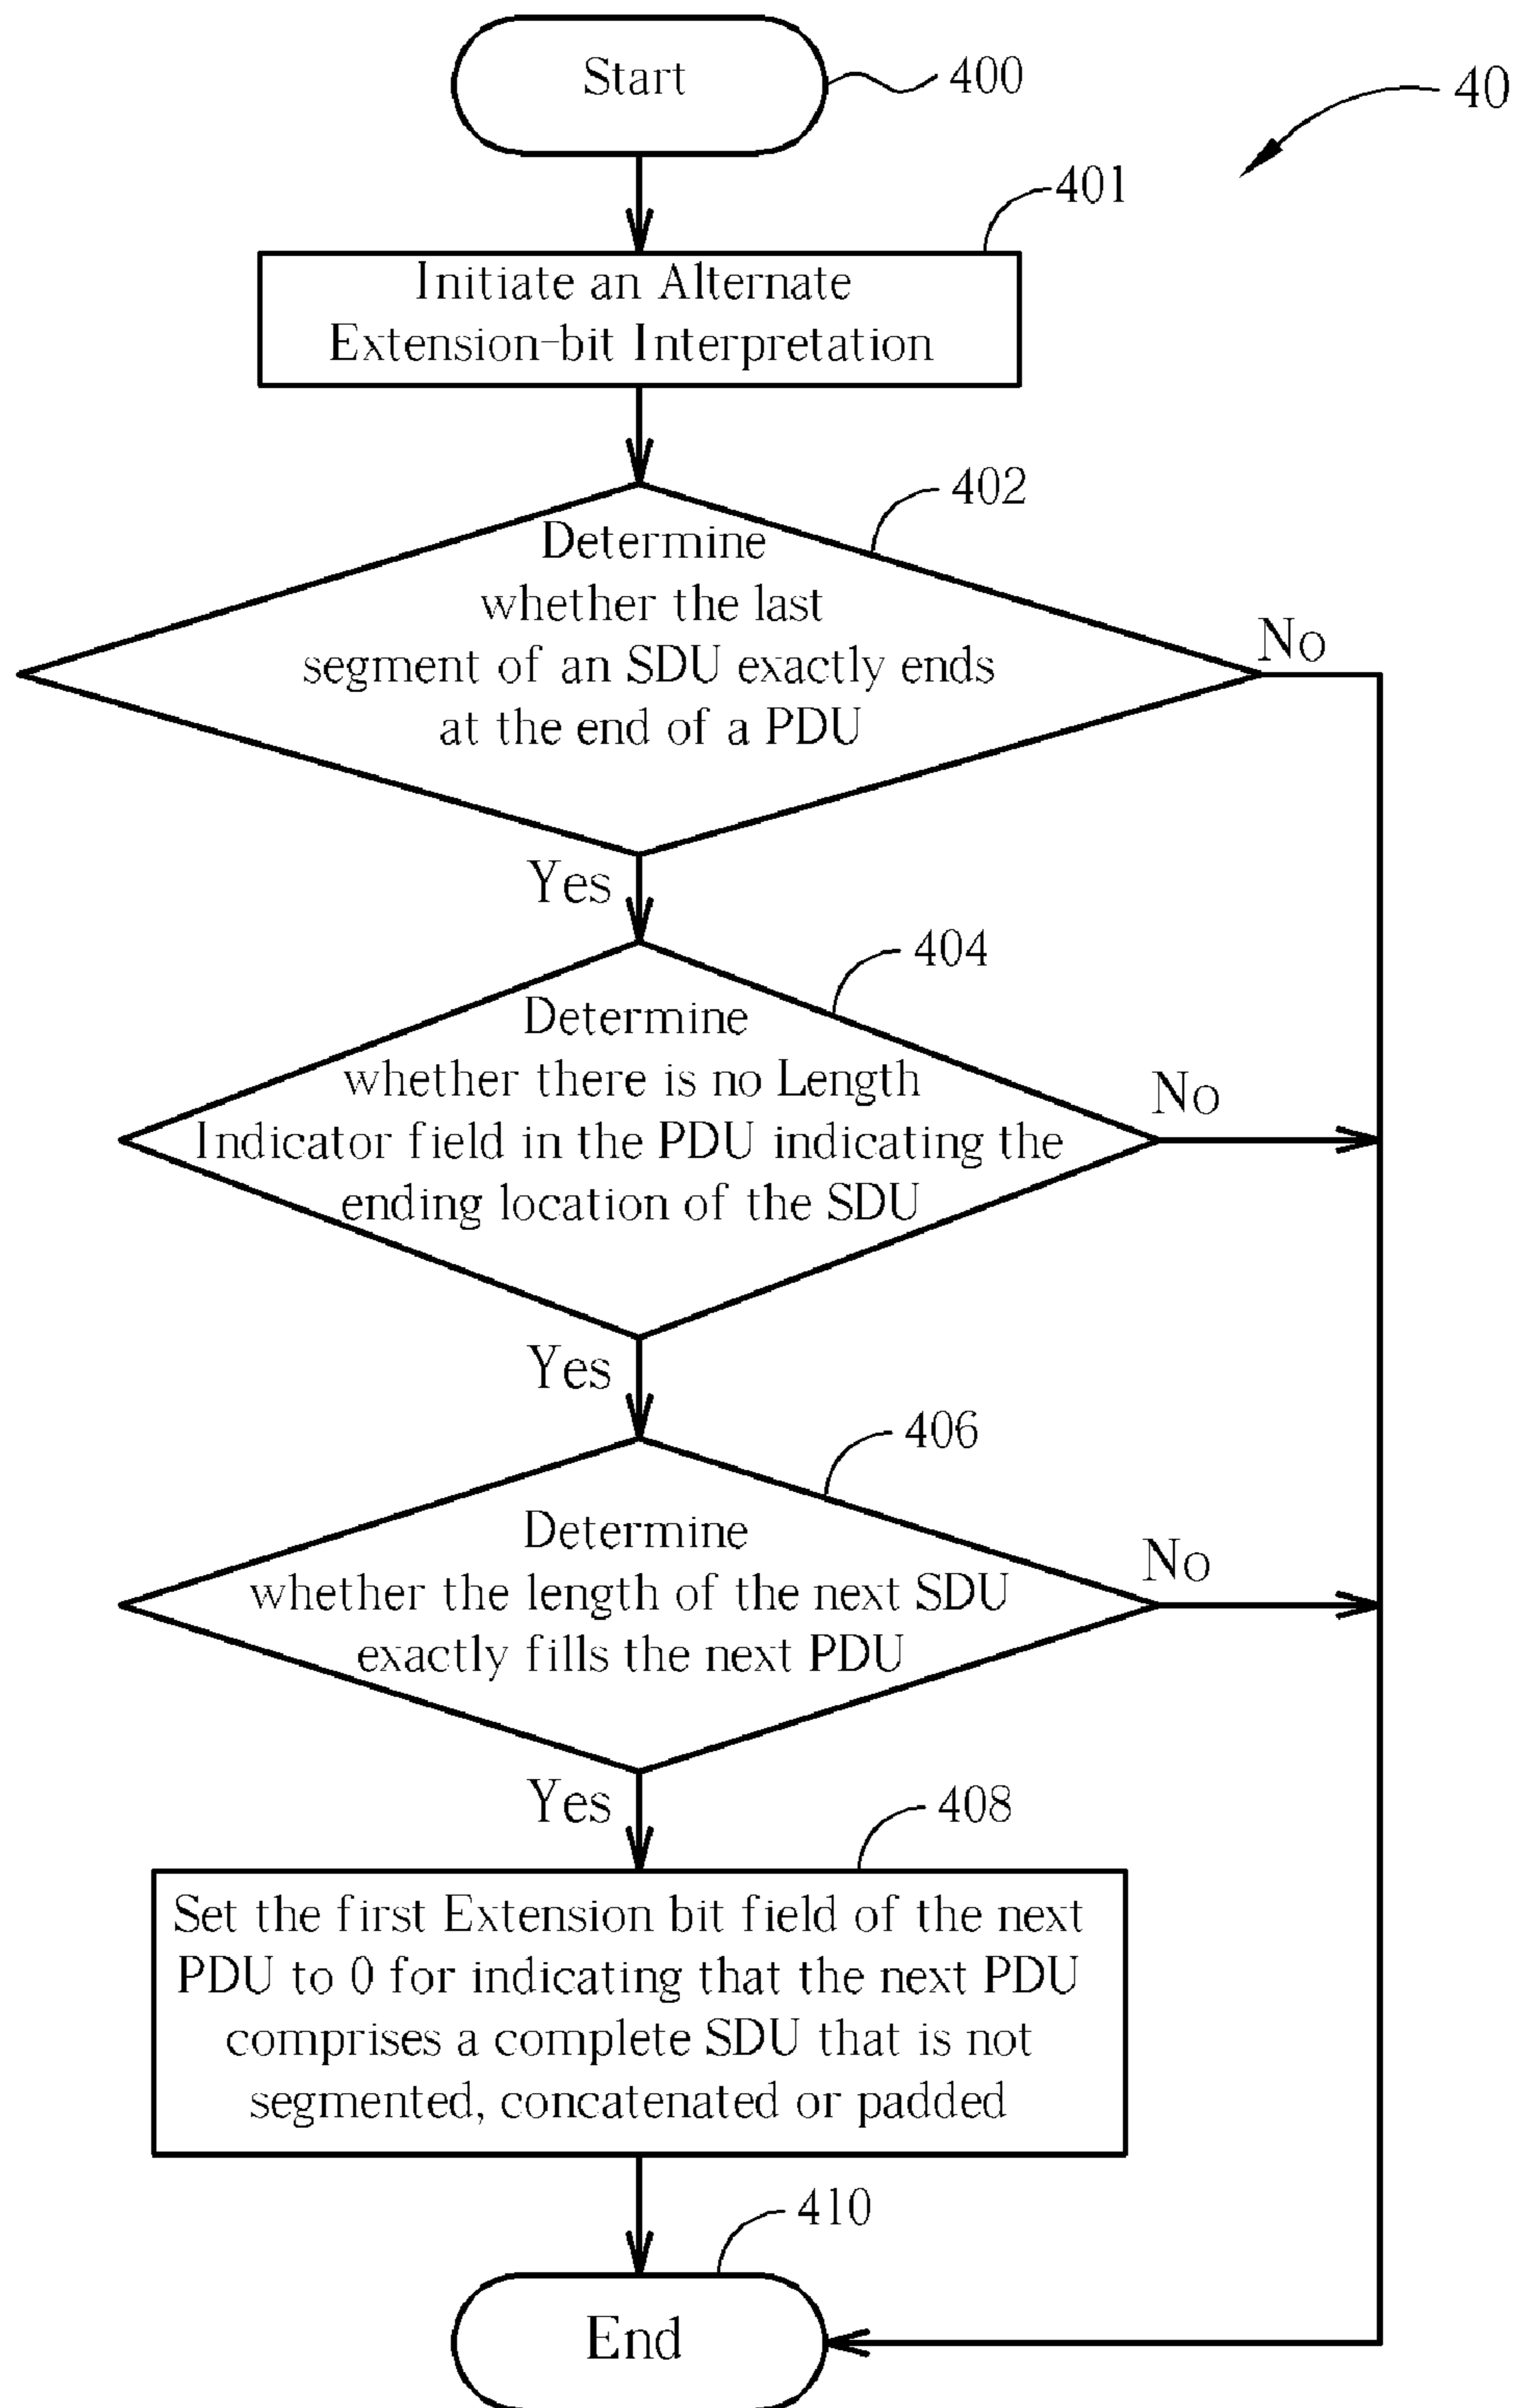 Start
400
40
401
Initiate an Alternate
Extension-bit Interpretation
402
Determine
whether the last
segment of an SDU exactly ends
at the end of a PDU
No
Yes
404
Determine
whether there is no Length
Indicator field in the PDU indicating the
ending location of the SDU
No
Yes
406
Determine
whether the length of the next SDU
exactly fills the next PDU
No
Yes
408
Set the first Extension bit field of the next
PDU to 0 for indicating that the next PDU
comprises a complete SDU that is not
segmented, concatenated or padded
410
End